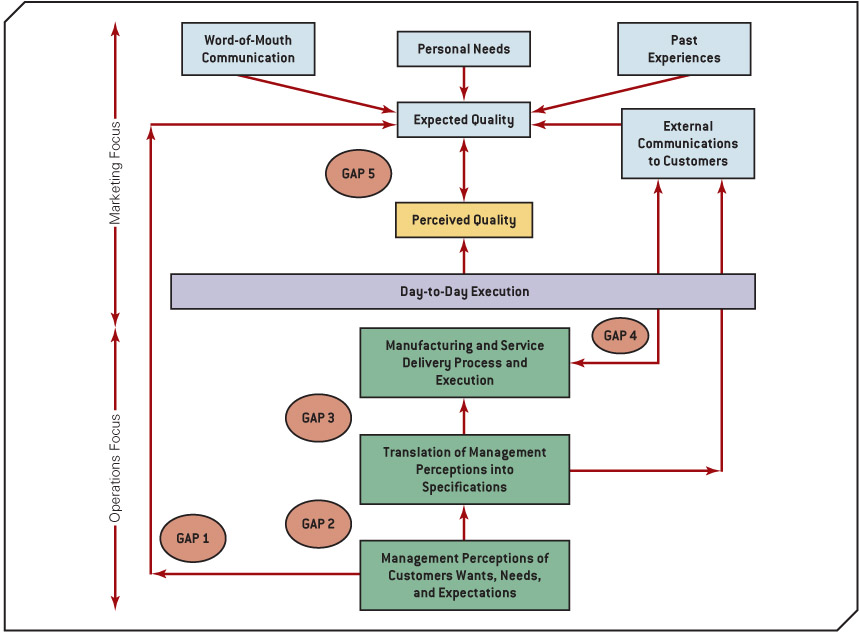 Word-of-Mouth
Communication
Personal Needs
Past
Experiences
Expected Quality
External
Communications
to Customers
GAP 5
Perceived Quality
Marketing Focus
Day-to-Day Execution
Manufacturing and Service
Delivery Process and
Execution
GAP 4
GAP 3
Translation of Management
Perceptions into
Specifications
Operations Focus
GAP 2
GAP 1
Management Perceptions of
Customers Wants, Needs,
and Expectations